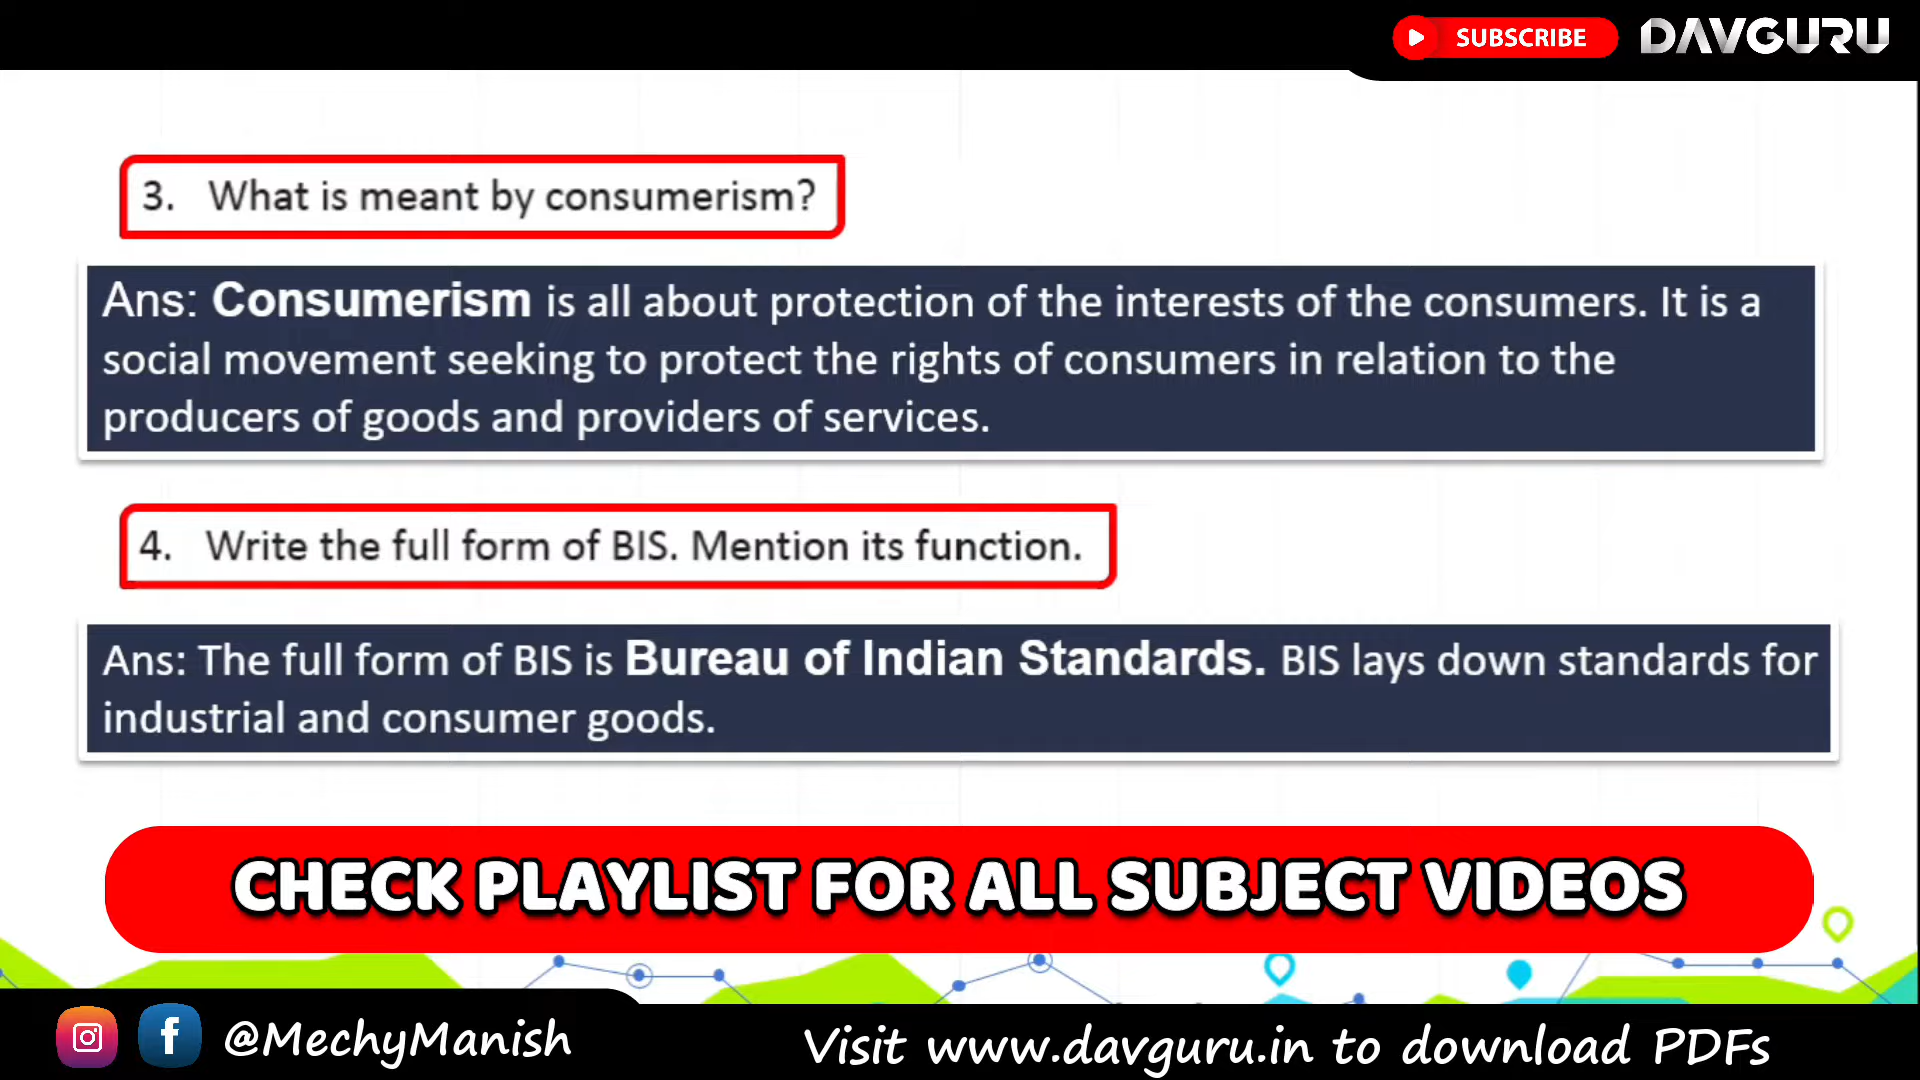 SUBSCRIBE DAVGURU
3. What is meant by consumerism?
Ans: Consumerism is all about protection of the interests of the consumers. It is a
social movement seeking to protect the rights of consumers in relation to the
producers of goods and providers of services.
4. Write the full form of BIS. Mention its function.
Ans: The full form of BIS is Bureau of Indian Standards. BIS lays down standards for
industrial and consumer goods.
CHECK PLAYLIST FOR ALL SUBJECT VIDEOS
@MechyManish
Visit www.davguru.in to download PDFs